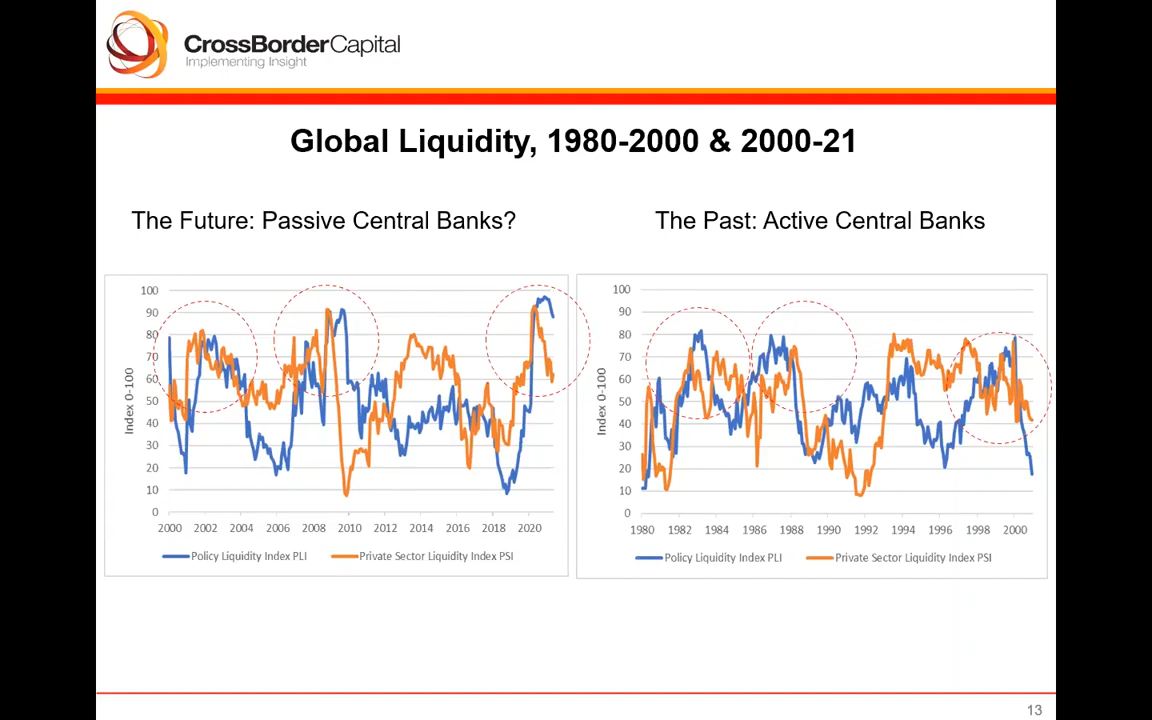 CrossBorderCapital
Implementing Insight
Global Liquidity, 1980-2000 & 2000-21
The Future: Passive Central Banks?
The Past: Active Central Banks
100
90
80
70
60
50
40
30
20
10
0
Index 0-100
2000 2002 2004 2006 2008 2010 2012 2014 2016 2018 2020
Policy Liquidity Index PLI Private Sector Liquidity Index PSI
100
90
80
70
60
50
40
30
20
10
0
Index 0-100
1980 1982 1984 1986 1988 1990 1992 1994 1996 1998 2000
Policy Liquidity Index PLI Private Sector Liquidity Index PSI
13